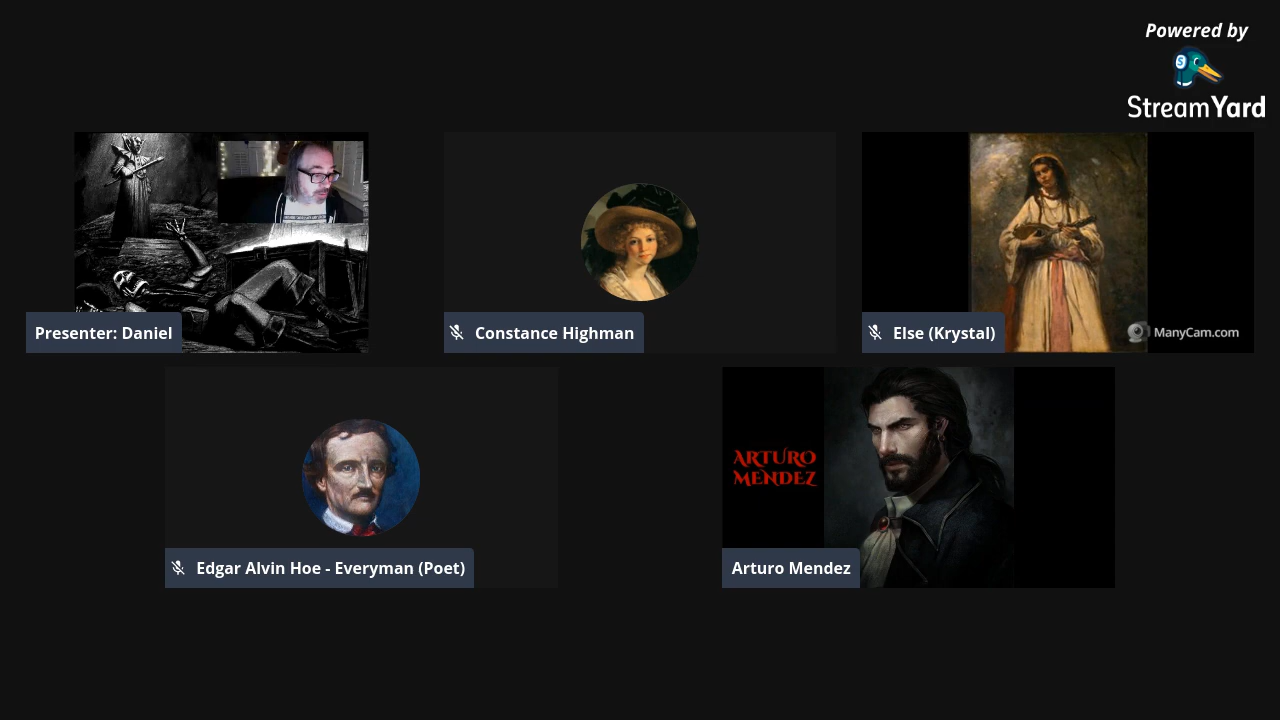 Powered by
StreamYard
Presenter: Daniel
Constance Highman
Else (Krystal)
ManyCam.com
ARTURO
MENDEZ
Edgar Alvin Hoe - Everyman (Poet)
Arturo Mendez